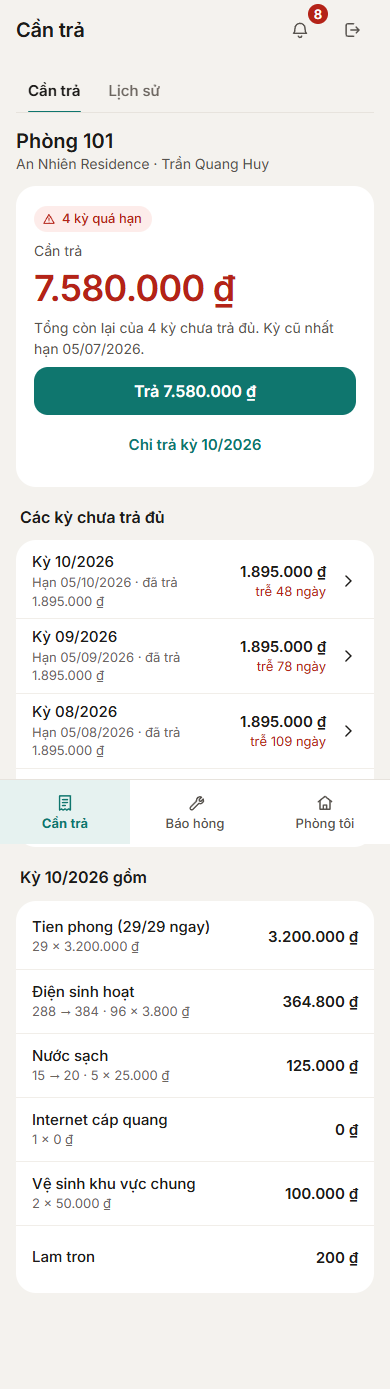 Cần trả
8
Cần trả
Lịch sử
Phòng 101
An Nhiên Residence · Trần Quang Huy
4 kỳ quá hạn
Cần trả
7.580.000 ₫
Tổng còn lại của 4 kỳ chưa trả đủ. Kỳ cũ nhất
hạn 05/07/2026.
Trả 7.580.000 ₫
Chỉ trả kỳ 10/2026
Các kỳ chưa trả đủ
Kỳ 10/2026
Hạn 05/10/2026 · đã trả
1.895.000 ₫
1.895.000 ₫
trễ 48 ngày
Kỳ 09/2026
Hạn 05/09/2026 · đã trả
1.895.000 ₫
1.895.000 ₫
trễ 78 ngày
Kỳ 08/2026
Hạn 05/08/2026 · đã trả
1.895.000 ₫
1.895.000 ₫
trễ 109 ngày
Cần trả
Báo hỏng
Phòng tôi
Kỳ 10/2026 gồm
Tien phong (29/29 ngay)
29 × 3.200.000 ₫
3.200.000 ₫
Điện sinh hoạt
288 → 384 · 96 × 3.800 ₫
364.800 ₫
Nước sạch
15 → 20 · 5 × 25.000 ₫
125.000 ₫
Internet cáp quang
1 × 0 ₫
0 ₫
Vệ sinh khu vực chung
2 × 50.000 ₫
100.000 ₫
Lam tron
200 ₫